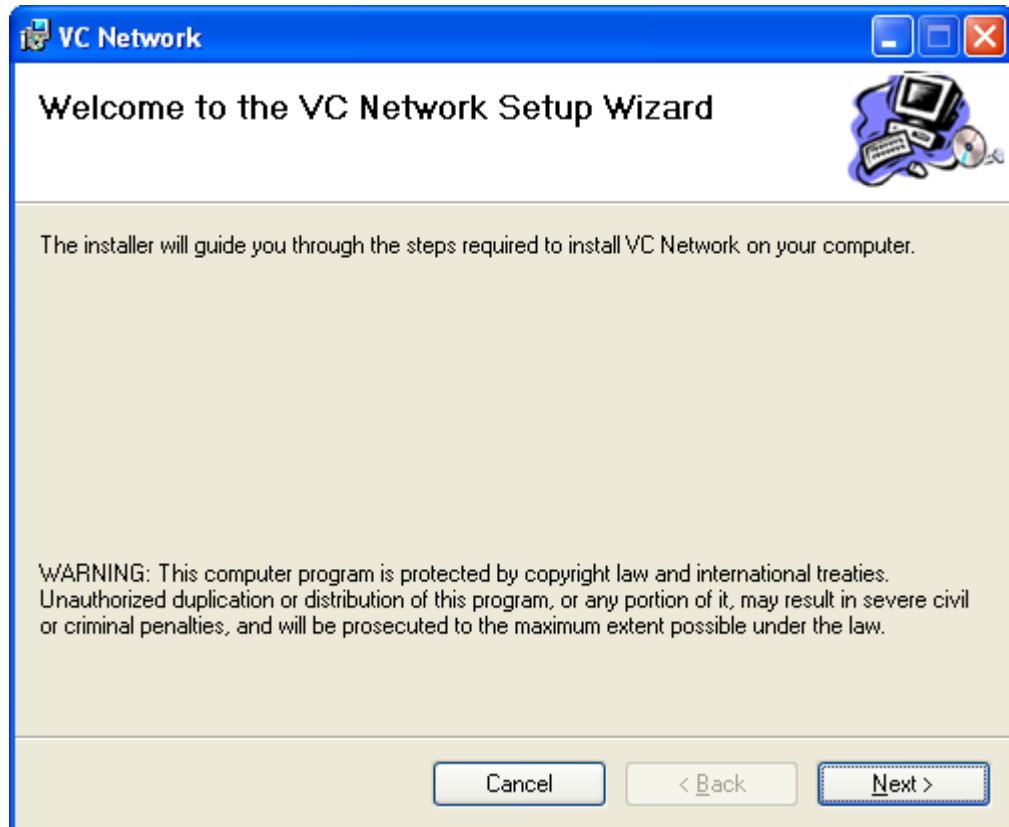 VC Network
Welcome to the VC Network Setup Wizard
The installer will guide you through the steps required to install VC Network on your computer.
WARNING: This computer program is protected by copyright law and international treaties.
Unauthorized duplication or distribution of this program, or any portion of it, may result in severe civil
or criminal penalties, and will be prosecuted to the maximum extent possible under the law.
Cancel
< Back
Next >